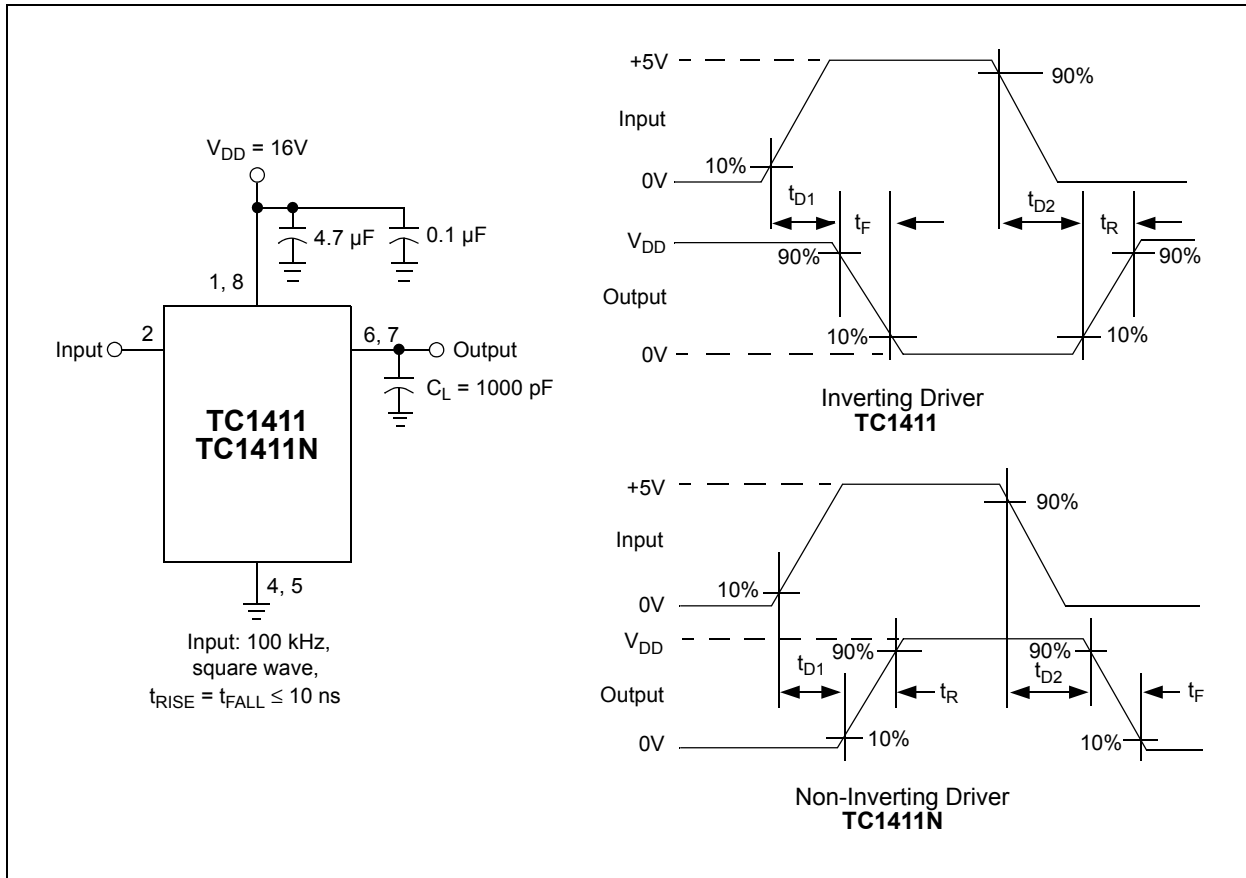 V_DD = 16V
4.7 µF
0.1 µF
1, 8
Input
2
6, 7
Output
C_L = 1000 pF
TC1411
TC1411N
4, 5
Input: 100 kHz,
square wave,
t_RISE = t_FALL ≤ 10 ns
+5V
90%
Input
10%
0V
t_D1
t_F
t_D2
t_R
V_DD
90%
90%
Output
10%
10%
0V
Inverting Driver
TC1411
+5V
90%
Input
10%
0V
V_DD
t_D1
90%
90%
t_R
t_D2
t_F
Output
10%
10%
0V
Non-Inverting Driver
TC1411N